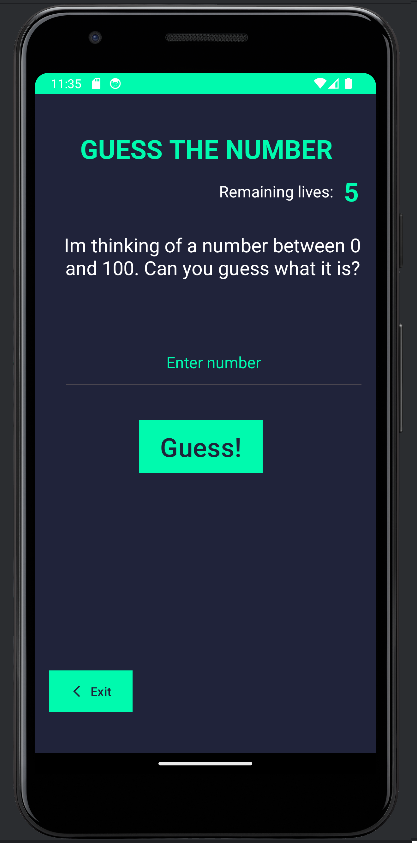 11:35
GUESS THE NUMBER
Remaining lives: 5
Im thinking of a number between 0
and 100. Can you guess what it is?
Enter number
Guess!
Exit